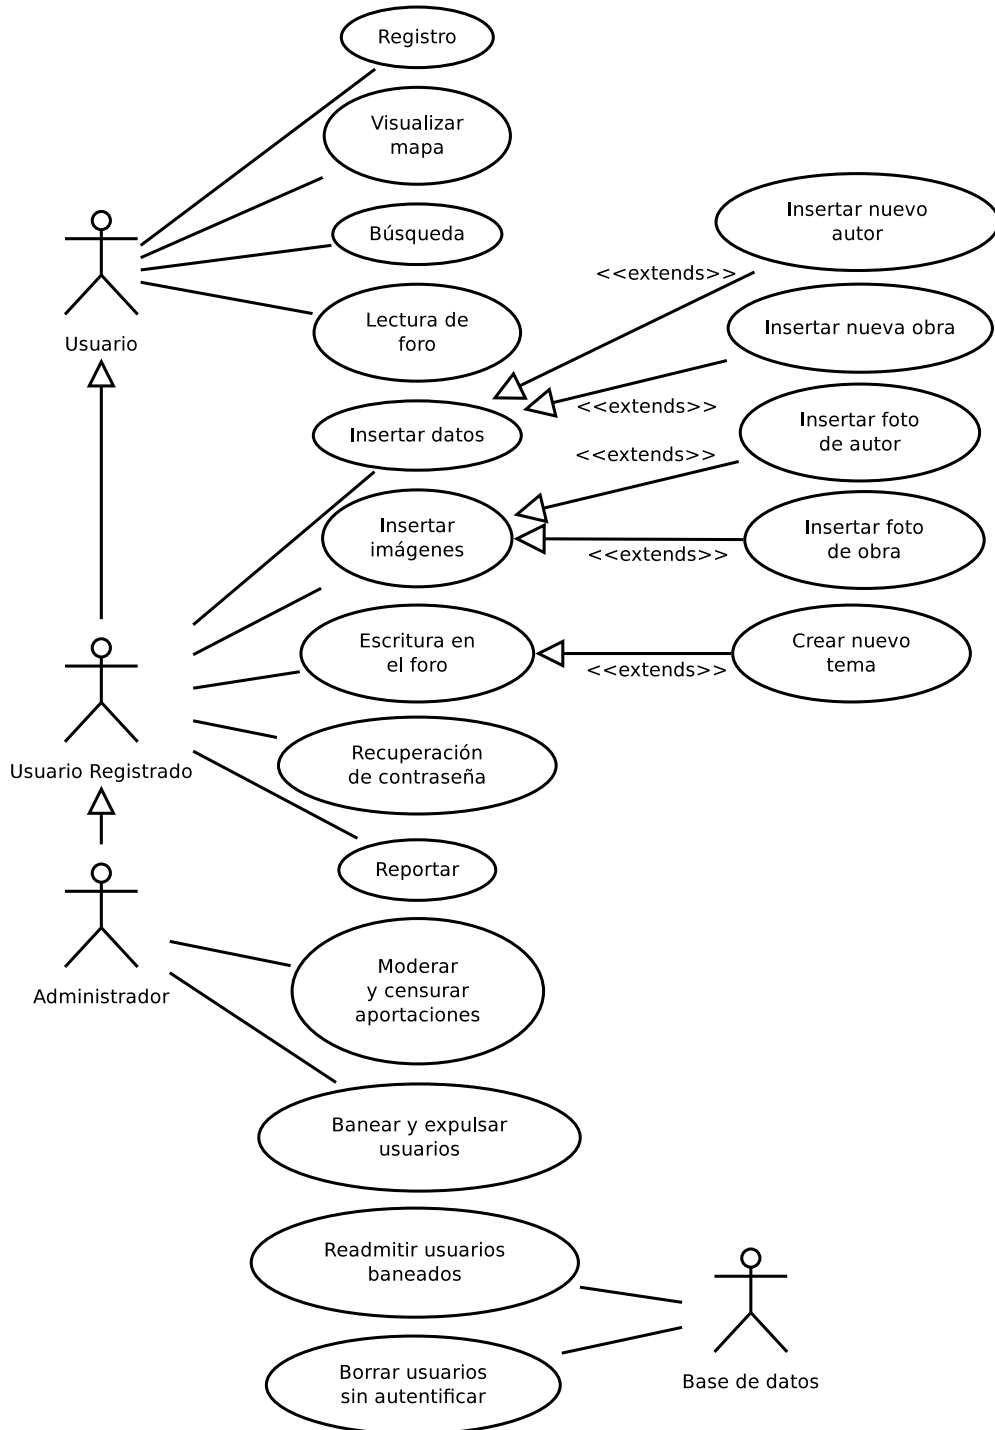 Registro
Visualizar
mapa
Insertar nuevo
autor
Búsqueda
<<extends>>
Lectura de
foro
Insertar nueva obra
Usuario
<<extends>>
Insertar datos
Insertar foto
de autor
<<extends>>
Insertar
imágenes
Insertar foto
de obra
<<extends>>
Escritura en
el foro
Crear nuevo
tema
<<extends>>
Recuperación
de contraseña
Usuario Registrado
Reportar
Moderar
y censurar
aportaciones
Administrador
Banear y expulsar
usuarios
Readmitir usuarios
baneados
Borrar usuarios
sin autentificar
Base de datos